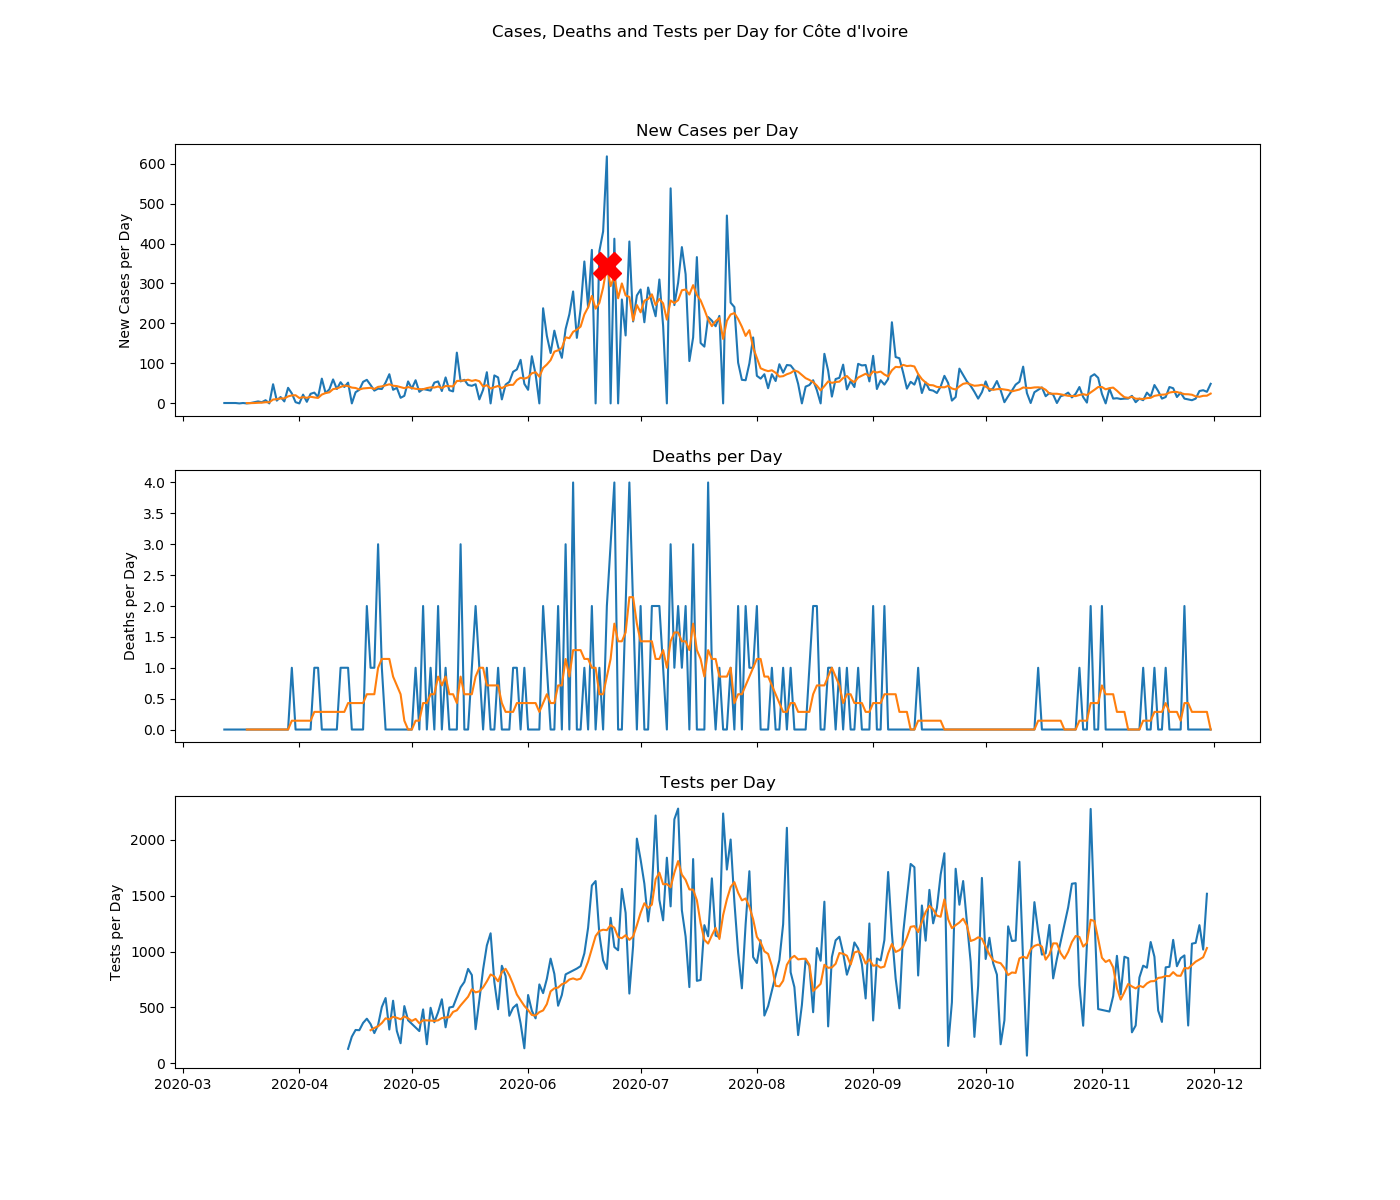 Cases, Deaths and Tests per Day for Côte d'Ivoire
New Cases per Day
New Cases per Day
600
500
400
300
200
100
0
Deaths per Day
Deaths per Day
4.0
3.5
3.0
2.5
2.0
1.5
1.0
0.5
0.0
Tests per Day
Tests per Day
2000
1500
1000
500
0
2020-03 2020-04 2020-05 2020-06 2020-07 2020-08 2020-09 2020-10 2020-11 2020-12